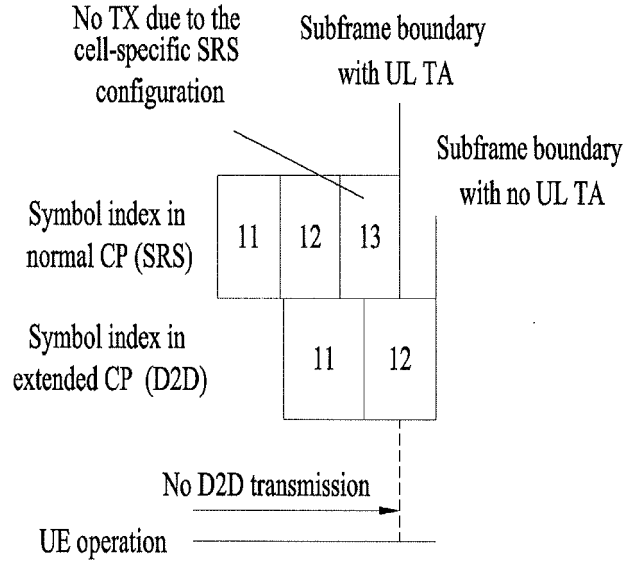 No TX due to the
cell-specific SRS
configuration
Subframe boundary
with UL TA
Subframe boundary
with no UL TA
Symbol index in
normal CP (SRS)
11 12 13
Symbol index in
extended CP (D2D)
11 12
No D2D transmission
UE operation